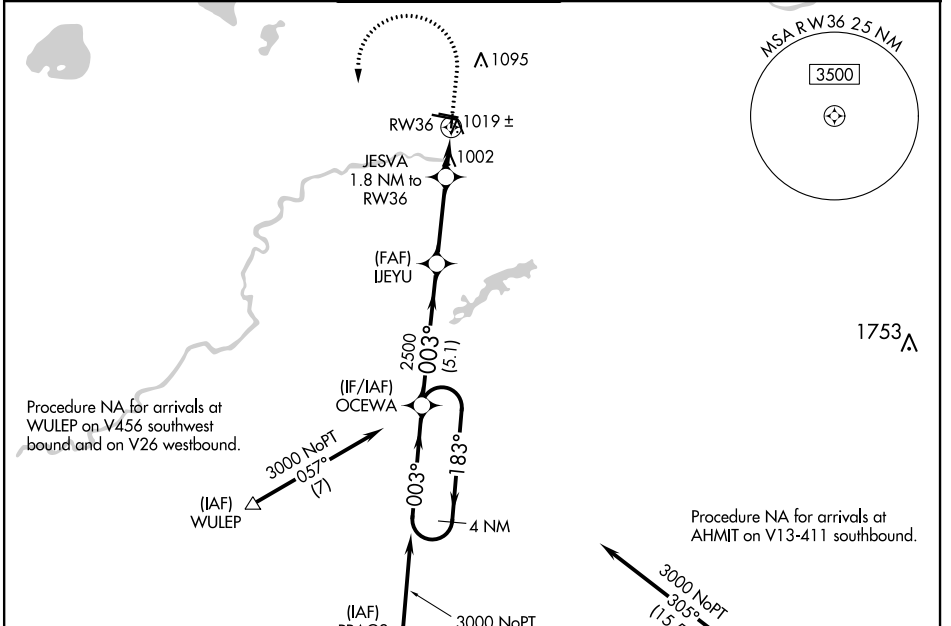 MSA RW36 25 NM
3500
1095
RW36
1019 ±
1002
JESVA
1.8 NM to
RW36
(FAF)
IJEYU
2500
003°
(5.1)
1753
(IF/IAF)
OCEWA
Procedure NA for arrivals at
WULEP on V456 southwest
bound and on V26 westbound.
3000 NoPT
057°
(7)
003°
183°
(IAF)
WULEP
4 NM
Procedure NA for arrivals at
AHMIT on V13-411 southbound.
3000 NoPT
305°
(IAF)
3000 NoPT